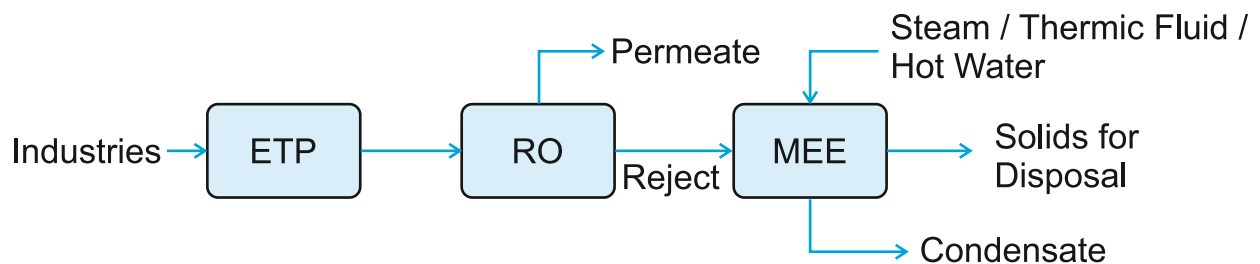 Steam / Thermic Fluid /
Hot Water
Permeate
Industries
ETP
RO
Reject
MEE
Solids for
Disposal
Condensate